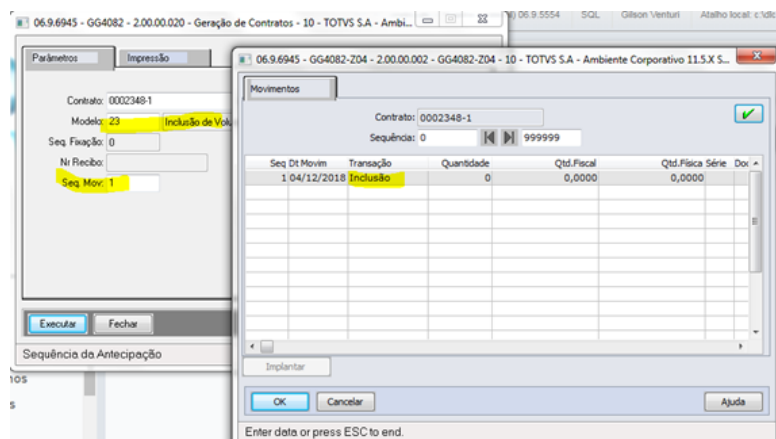 06.9.6945 - GG4082 - 2.00.00.020 - Geração de Contratos - 10 - TOTVS S.A - Ambi...
06.9.5554 SQL Gilson Venturi Atalho local: c:\
Parâmetros Impressão
Contrato: 0002348-1
Modelo: 23 Inclusão de
Seq. Fixação: 0
Nr Recibo:
Seq. Mov: 1
Executar Fechar
Sequência da Antecipação
06.9.6945 - GG4082-Z04 - 2.00.00.002 - GG4082-Z04 - 10 - TOTVS S.A - Ambiente Corporativo 11.5.X S...
Movimentos
Contrato: 0002348-1
Sequência: 0 999999
Seq Dt Movim Transação Quantidade Qtd.Fiscal Qtd.Física Série
1 04/12/2018 Inclusão 0 0,0000 0,0000
Implantar
OK Cancelar Ajuda
Enter data or press ESC to end.